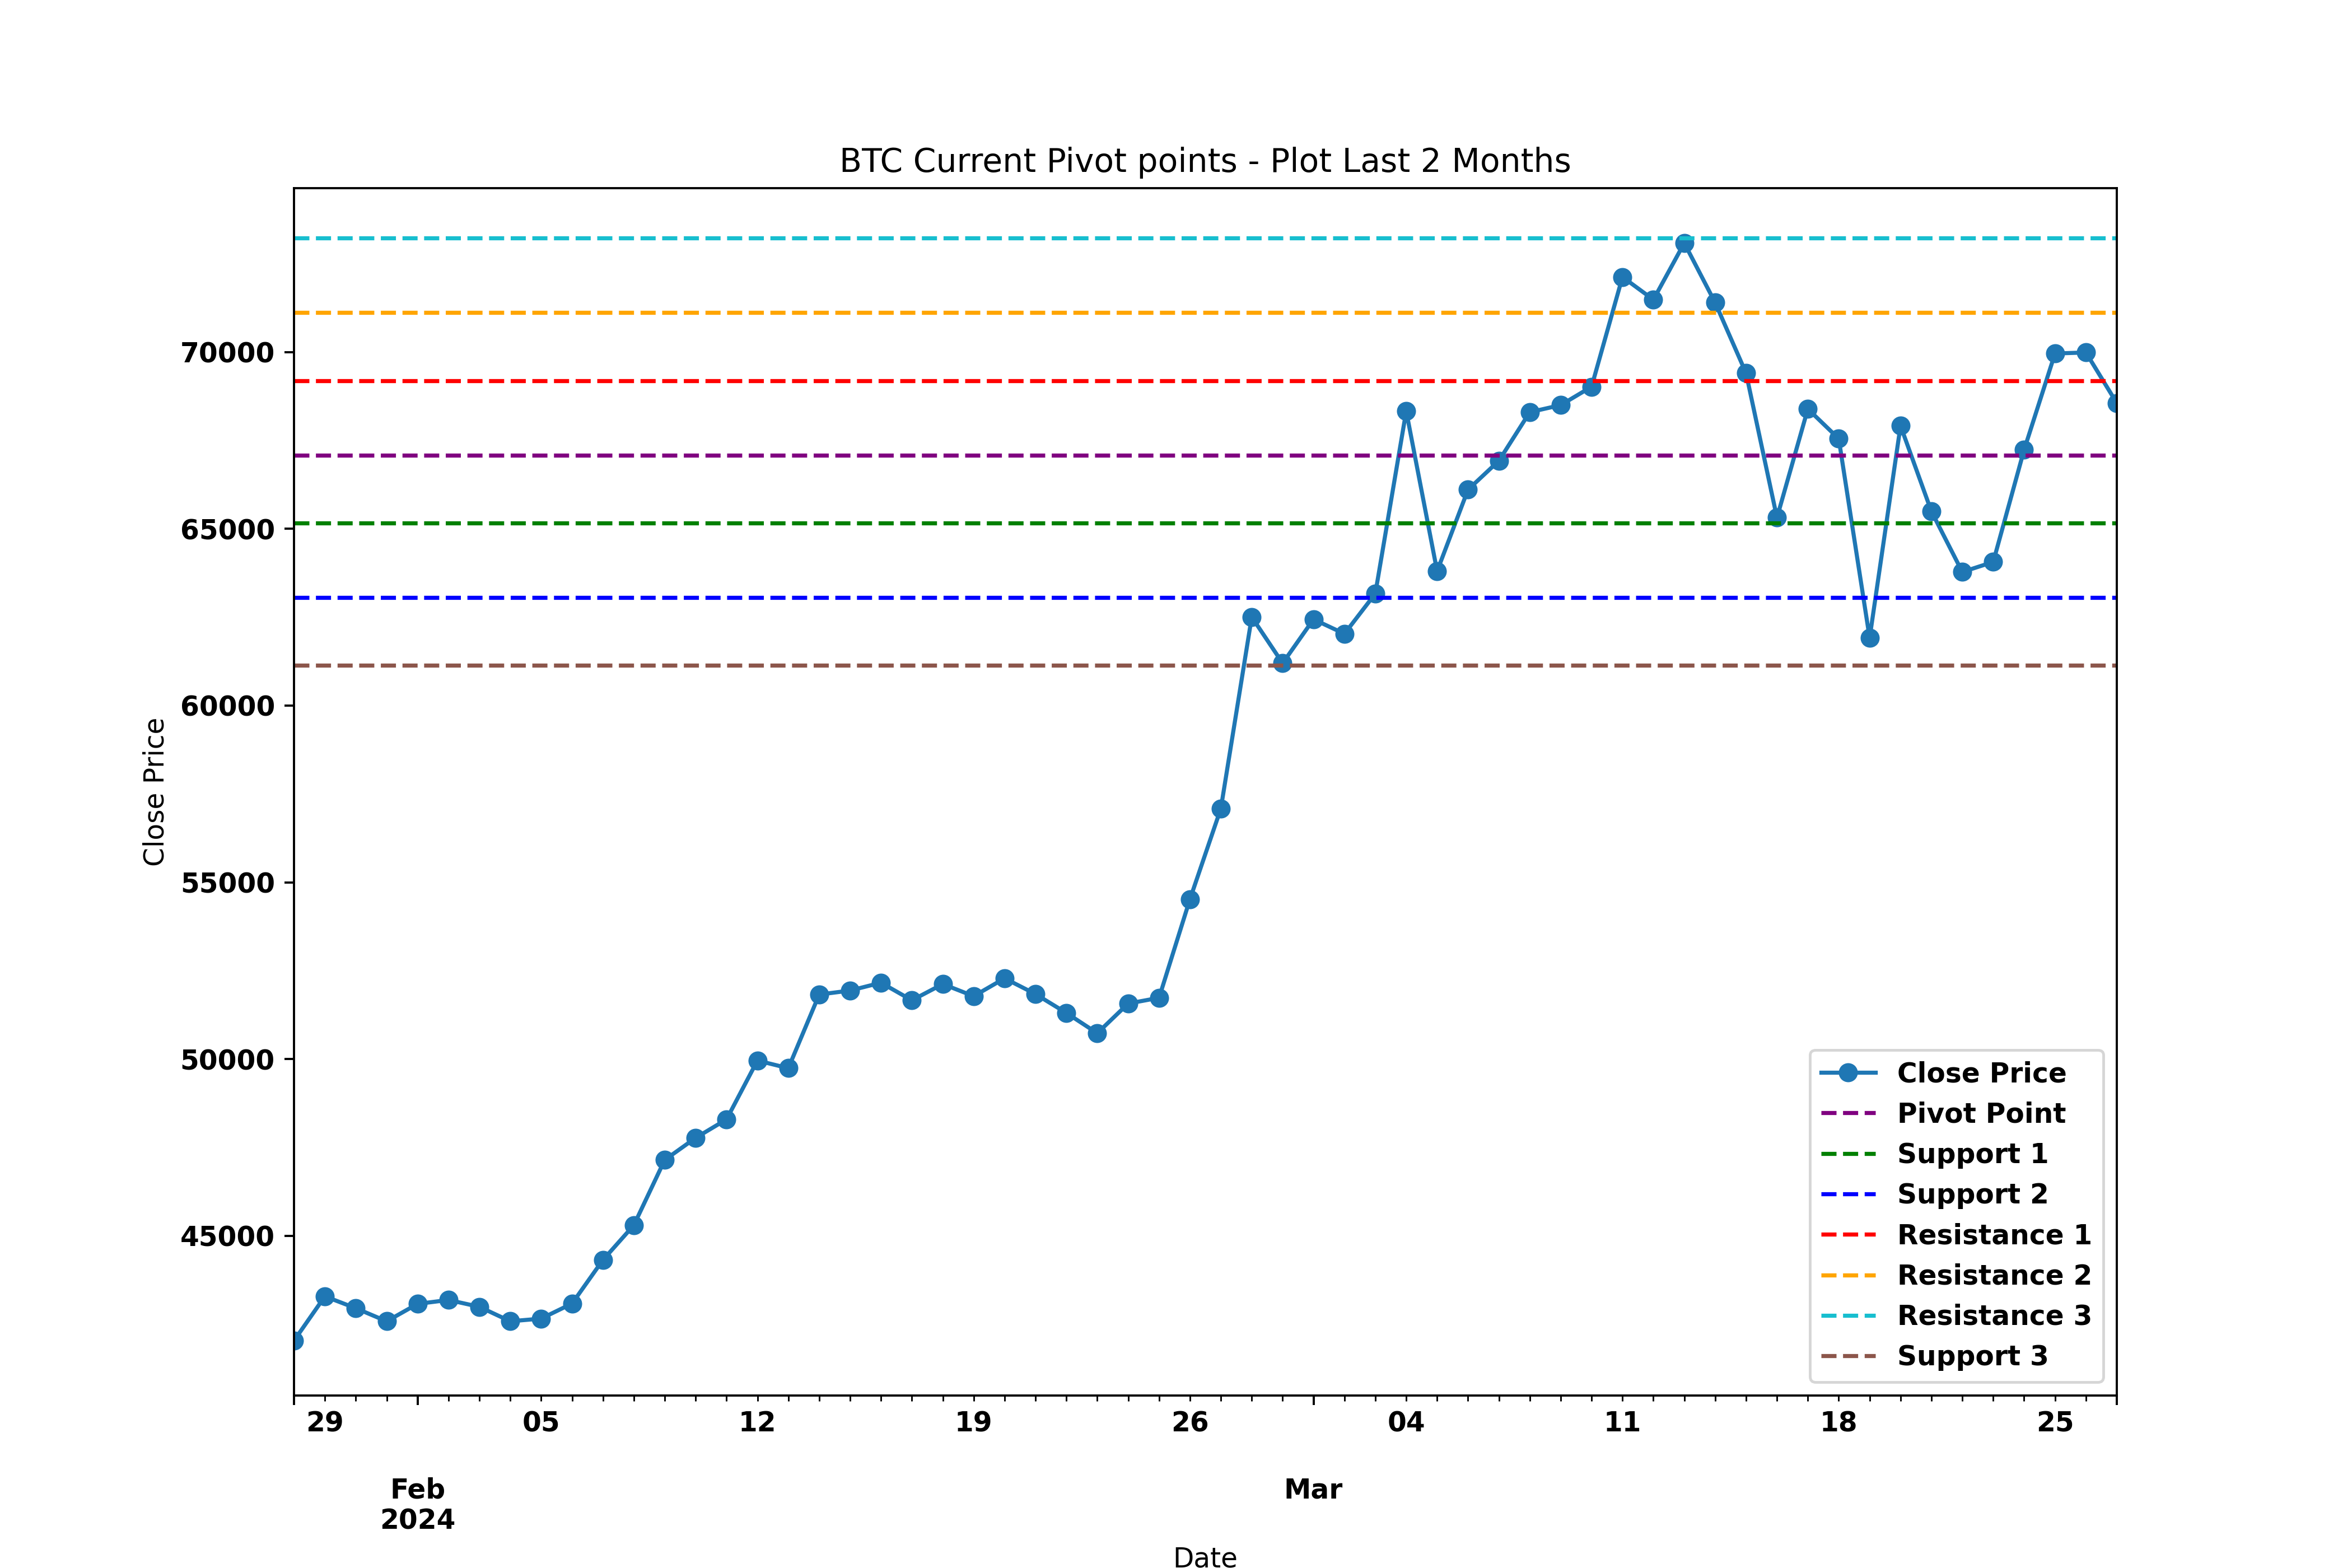 BTC Current Pivot points - Plot Last 2 Months
Close Price
70000
65000
60000
55000
50000
45000
Close Price
Pivot Point
Support 1
Support 2
Resistance 1
Resistance 2
Resistance 3
Support 3
29 05 12 19 26 04 11 18 25
Feb Mar
2024
Date